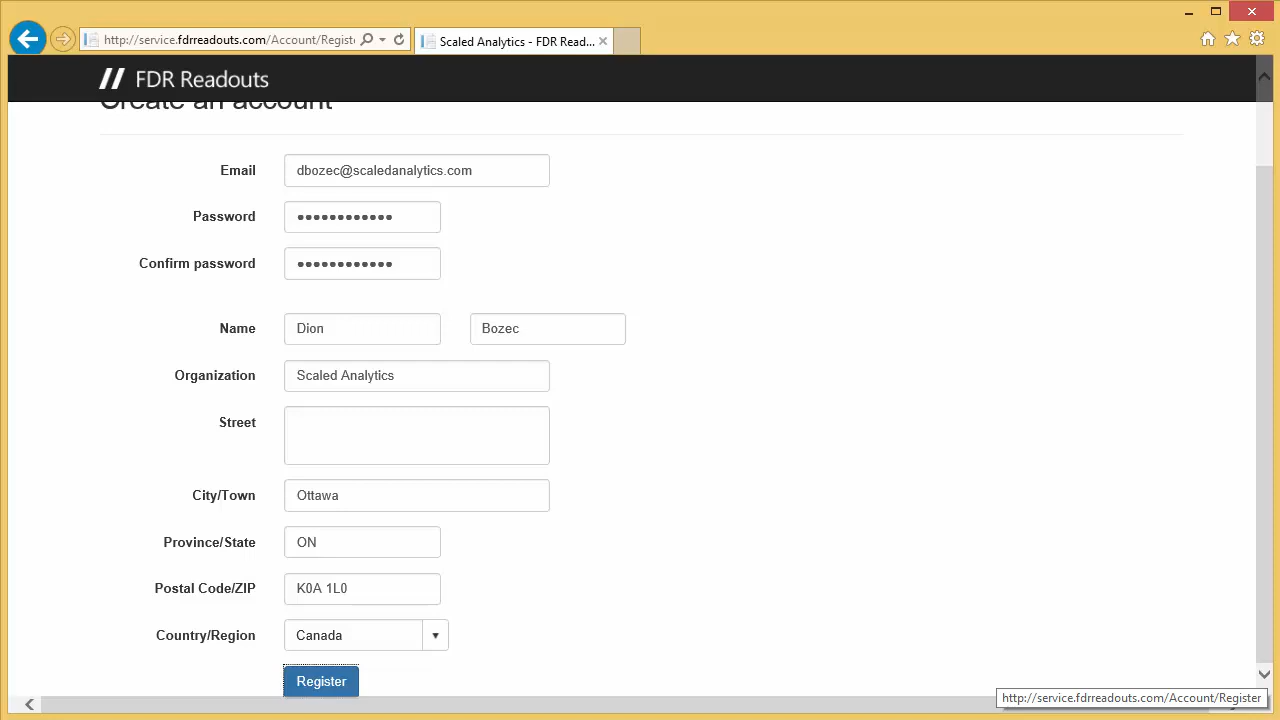 http://service.fdrreadouts.com/Account/Registe
Scaled Analytics - FDR Read...
FDR Readouts
Create an account
Email dbozec@scaledanalytics.com
Password ●●●●●●●●●●●●
Confirm password ●●●●●●●●●●●●
Name Dion Bozec
Organization Scaled Analytics
Street
City/Town Ottawa
Province/State ON
Postal Code/ZIP K0A 1L0
Country/Region Canada
Register
http://service.fdrreadouts.com/Account/Register